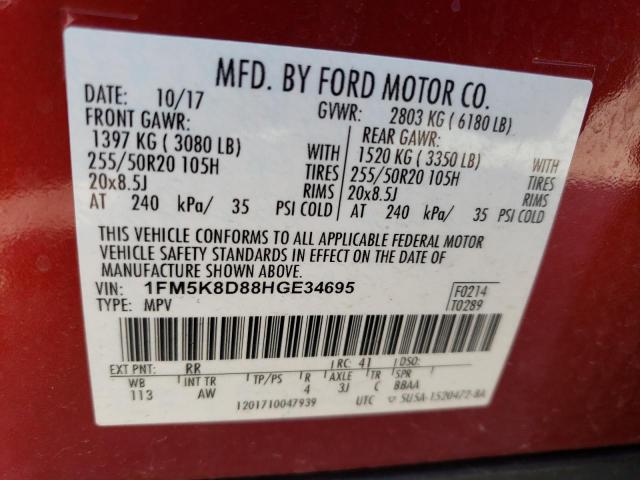 MFD. BY FORD MOTOR CO.
DATE: 10/17 GVWR: 2803 KG ( 6180 LB)
FRONT GAWR: REAR GAWR:
1397 KG ( 3080 LB) WITH 1520 KG ( 3350 LB) WITH
255/50R20 105H TIRES 255/50R20 105H TIRES
20x8.5J RIMS 20x8.5J RIMS
AT 240 kPa/ 35 PSI COLD AT 240 kPa/ 35 PSI COLD
THIS VEHICLE CONFORMS TO ALL APPLICABLE FEDERAL MOTOR
VEHICLE SAFETY STANDARDS IN EFFECT ON THE DATE OF
MANUFACTURE SHOWN ABOVE.
VIN: 1FM5K8D88HGE34695 F0214
TYPE: MPV T0289
EXT PNT: RR RC: 41 DSO:
WB INT TR TP/PS R AXLE TR SPR
113 AW 4 3J C BBAA
1201710047939 UTC SU5A-1520472-BA